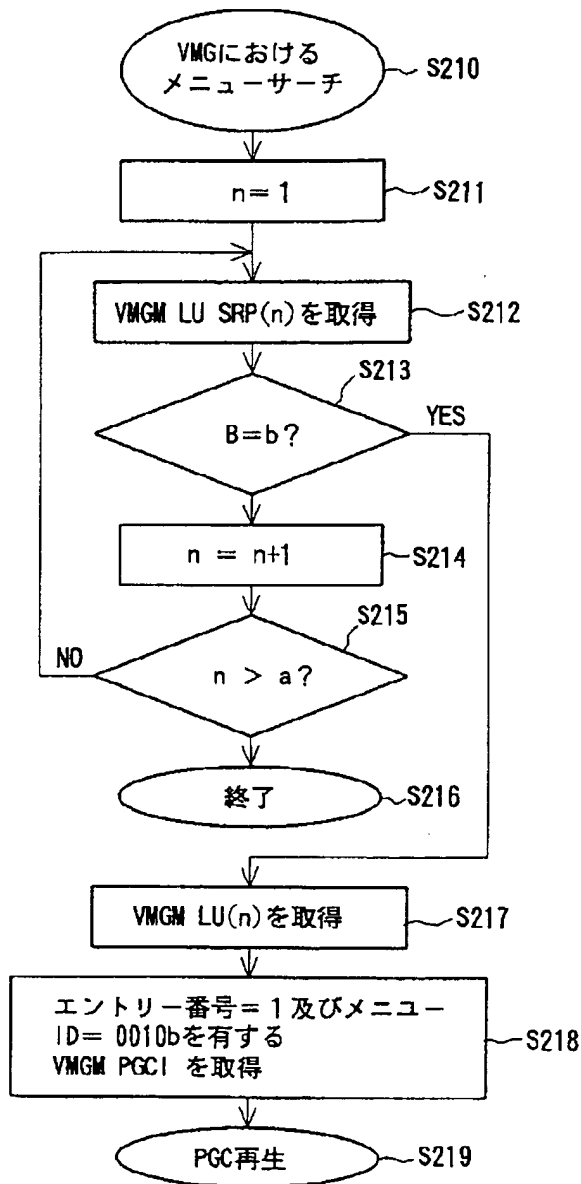 VMGにおける
メニューサーチ
S210
n=1
S211
VMGM LU SRP(n)を取得
S212
S213
B=b?
YES
n = n+1
S214
S215
NO
n > a?
終了
S216
VMGM LU(n)を取得
S217
エントリー番号=1及びメニュー
ID=0010bを有する
VMGM PGCI を取得
S218
PGC再生
S219